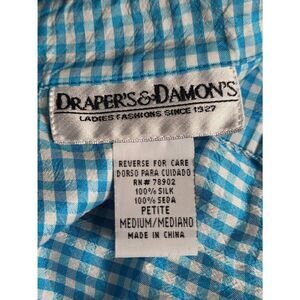 DRAPER'S&DAMON'S
LADIES FASHIONS SINCE 1927
REVERSE FOR CARE
DORSO PARA CUIDADO
RN# 78902
100% SILK
100% SEDA
PETITE
MEDIUM/MEDIANO
MADE IN CHINA